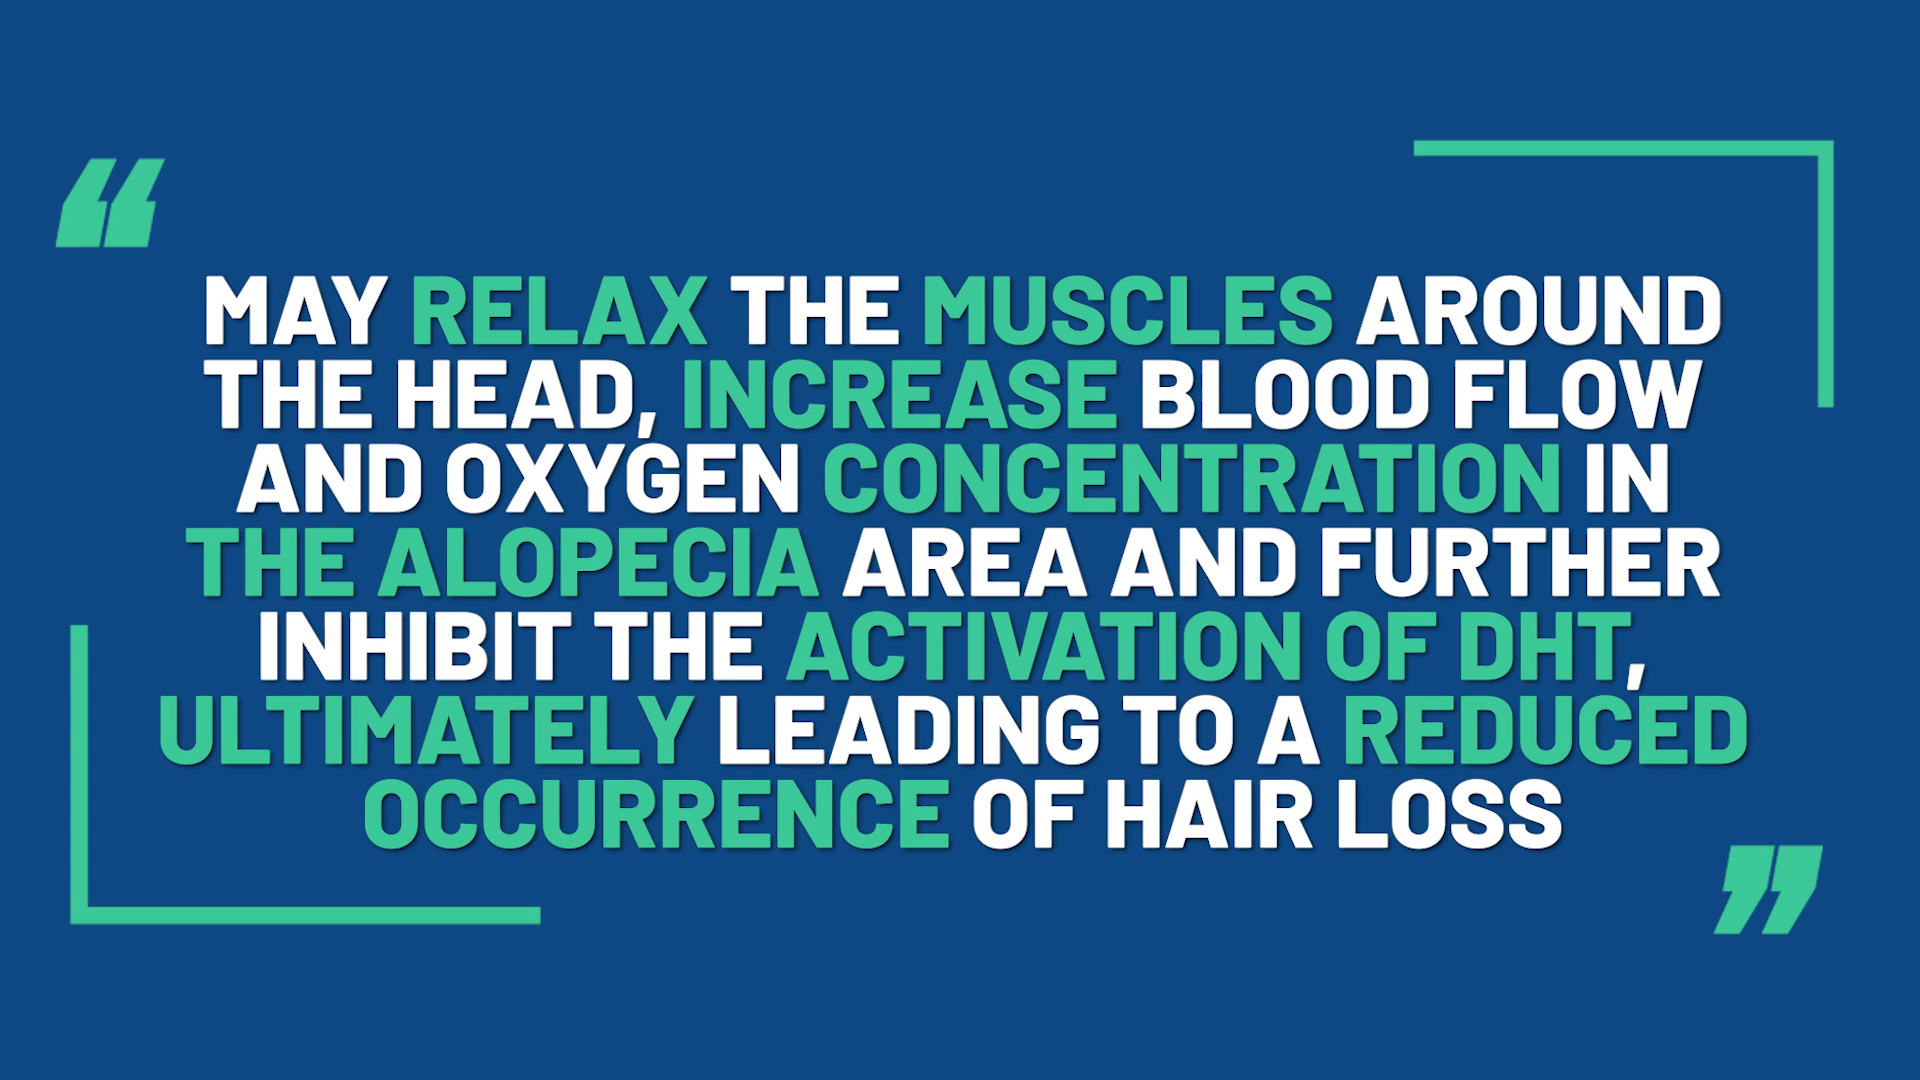 “
MAY RELAX THE MUSCLES AROUND
THE HEAD, INCREASE BLOOD FLOW
AND OXYGEN CONCENTRATION IN
THE ALOPECIA AREA AND FURTHER
INHIBIT THE ACTIVATION OF DHT,
ULTIMATELY LEADING TO A REDUCED
OCCURRENCE OF HAIR LOSS
”